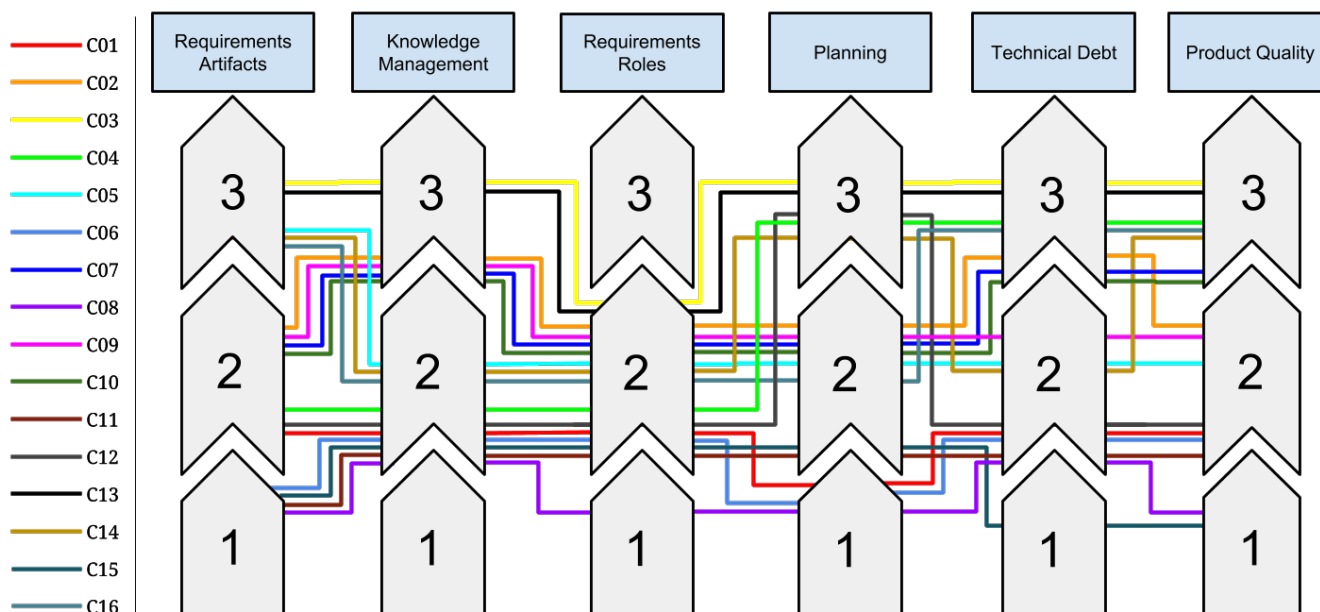 Requirements
Artifacts
Knowledge
Management
Requirements
Roles
Planning
Technical Debt
Product Quality
C01
C02
C03
C04
C05
C06
C07
C08
C09
C10
C11
C12
C13
C14
C15
C16
3 3 3 3 3 3
2 2 2 2 2 2
1 1 1 1 1 1